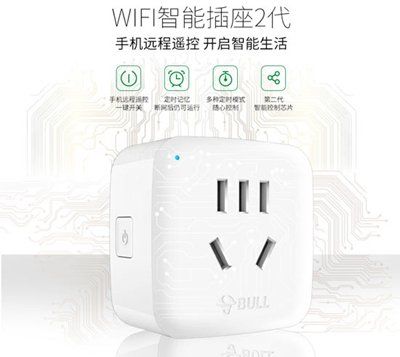 WIFI智能插座2代
手机远程遥控 开启智能生活
手机远程遥控
一键开关
定时记忆
断网后仍可运行
多种定时模式
随心控制
第二代
智能控制芯片
BULL